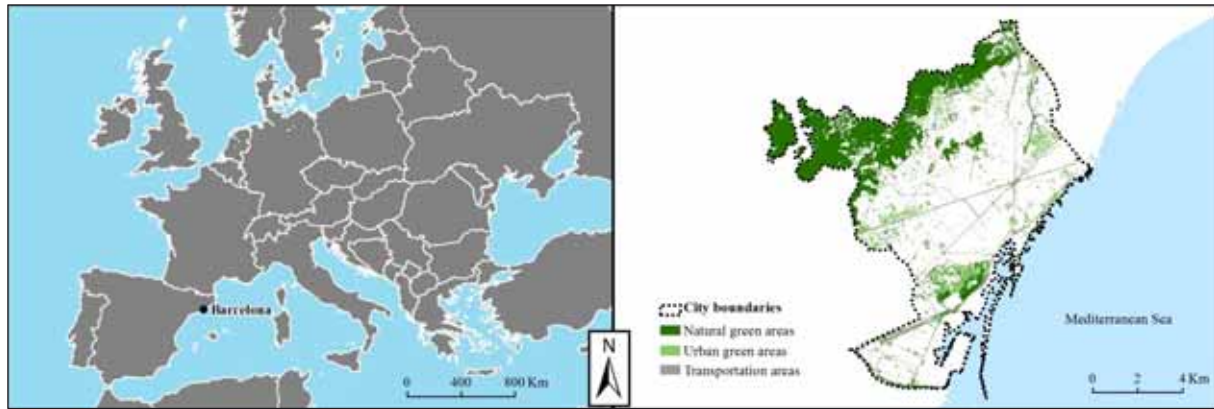 Barcelona
0 400 800 Km
N
City boundaries
Natural green areas
Urban green areas
Transportation areas
Mediterranean Sea
0 2 4 Km